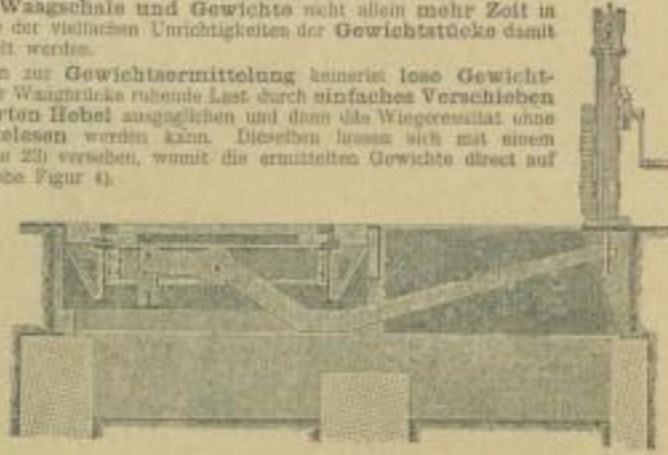 Waagschale und Gewichte nicht allein mehr Zeit in
der vielfachen Unrichtigkeiten der Gewichtstücke damit
werden.
zur Gewichtsermittelung keinerlei lose Gewicht-
Waagbrücke ruhende Last durch einfaches Verschieben
Hebel ausgeglichen und dann das Wiegeresultat ohne
werden kann. Dieselben lassen sich mit einem
23) versehen, womit die ermittelten Gewichte direct auf
Figur 4).